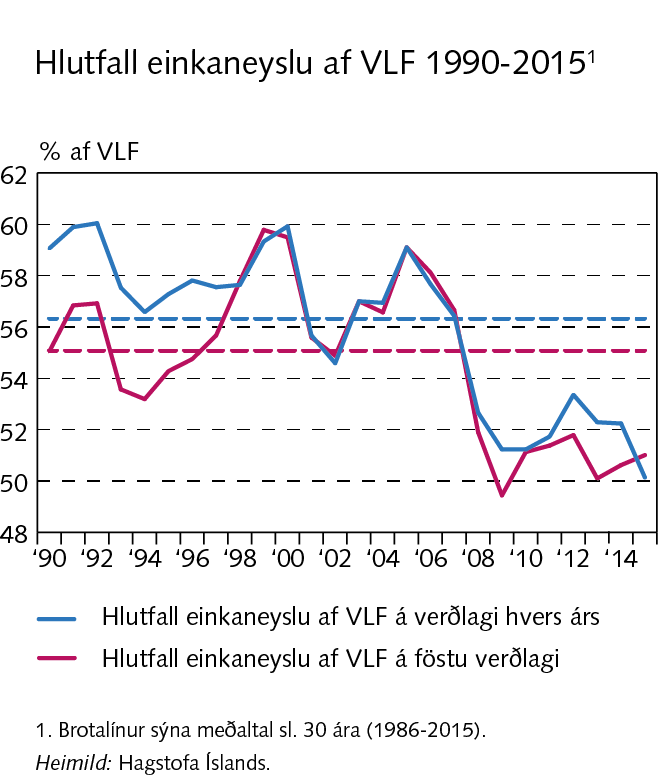 Hlutfall einkaneyslu af VLF 1990-2015¹
% af VLF
62
60
58
56
54
52
50
48
‘90 ‘92 ‘94 ‘96 ‘98 ‘00 ‘02 ‘04 ‘06 ‘08 ‘10 ‘12 ‘14
Hlutfall einkaneyslu af VLF á verðlagi hvers árs
Hlutfall einkaneyslu af VLF á föstu verðlagi
1. Brotalínur sýna meðaltal sl. 30 ára (1986-2015).
Heimild: Hagstofa Íslands.